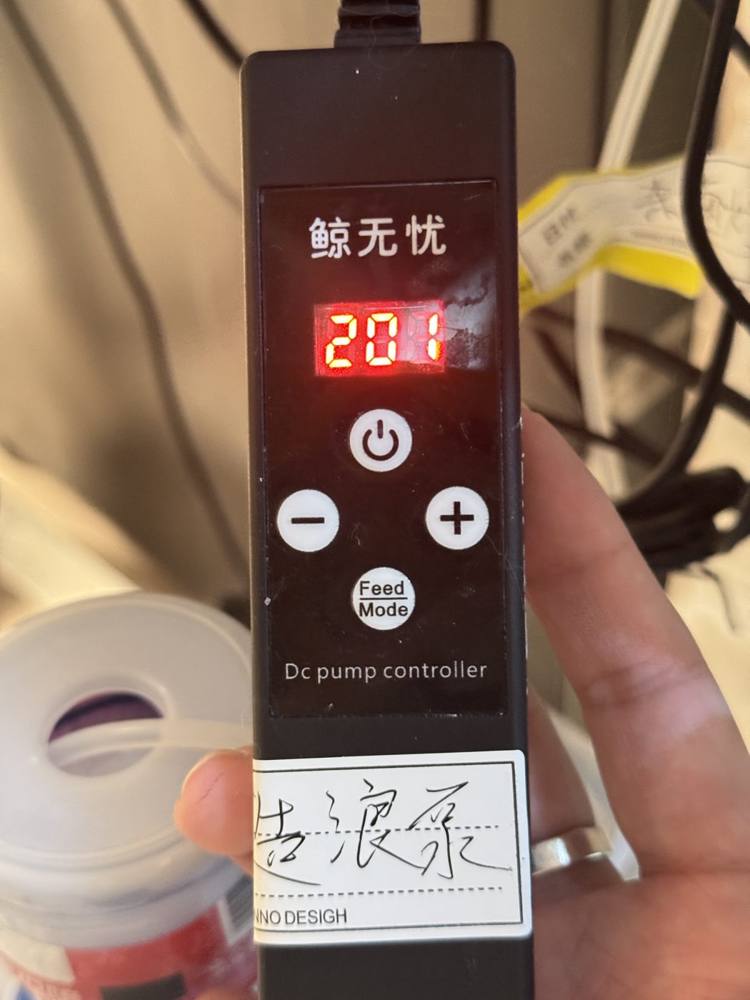 鲸无忧
201
Feed
Mode
Dc pump controller
造浪泵
NNO DESIGH